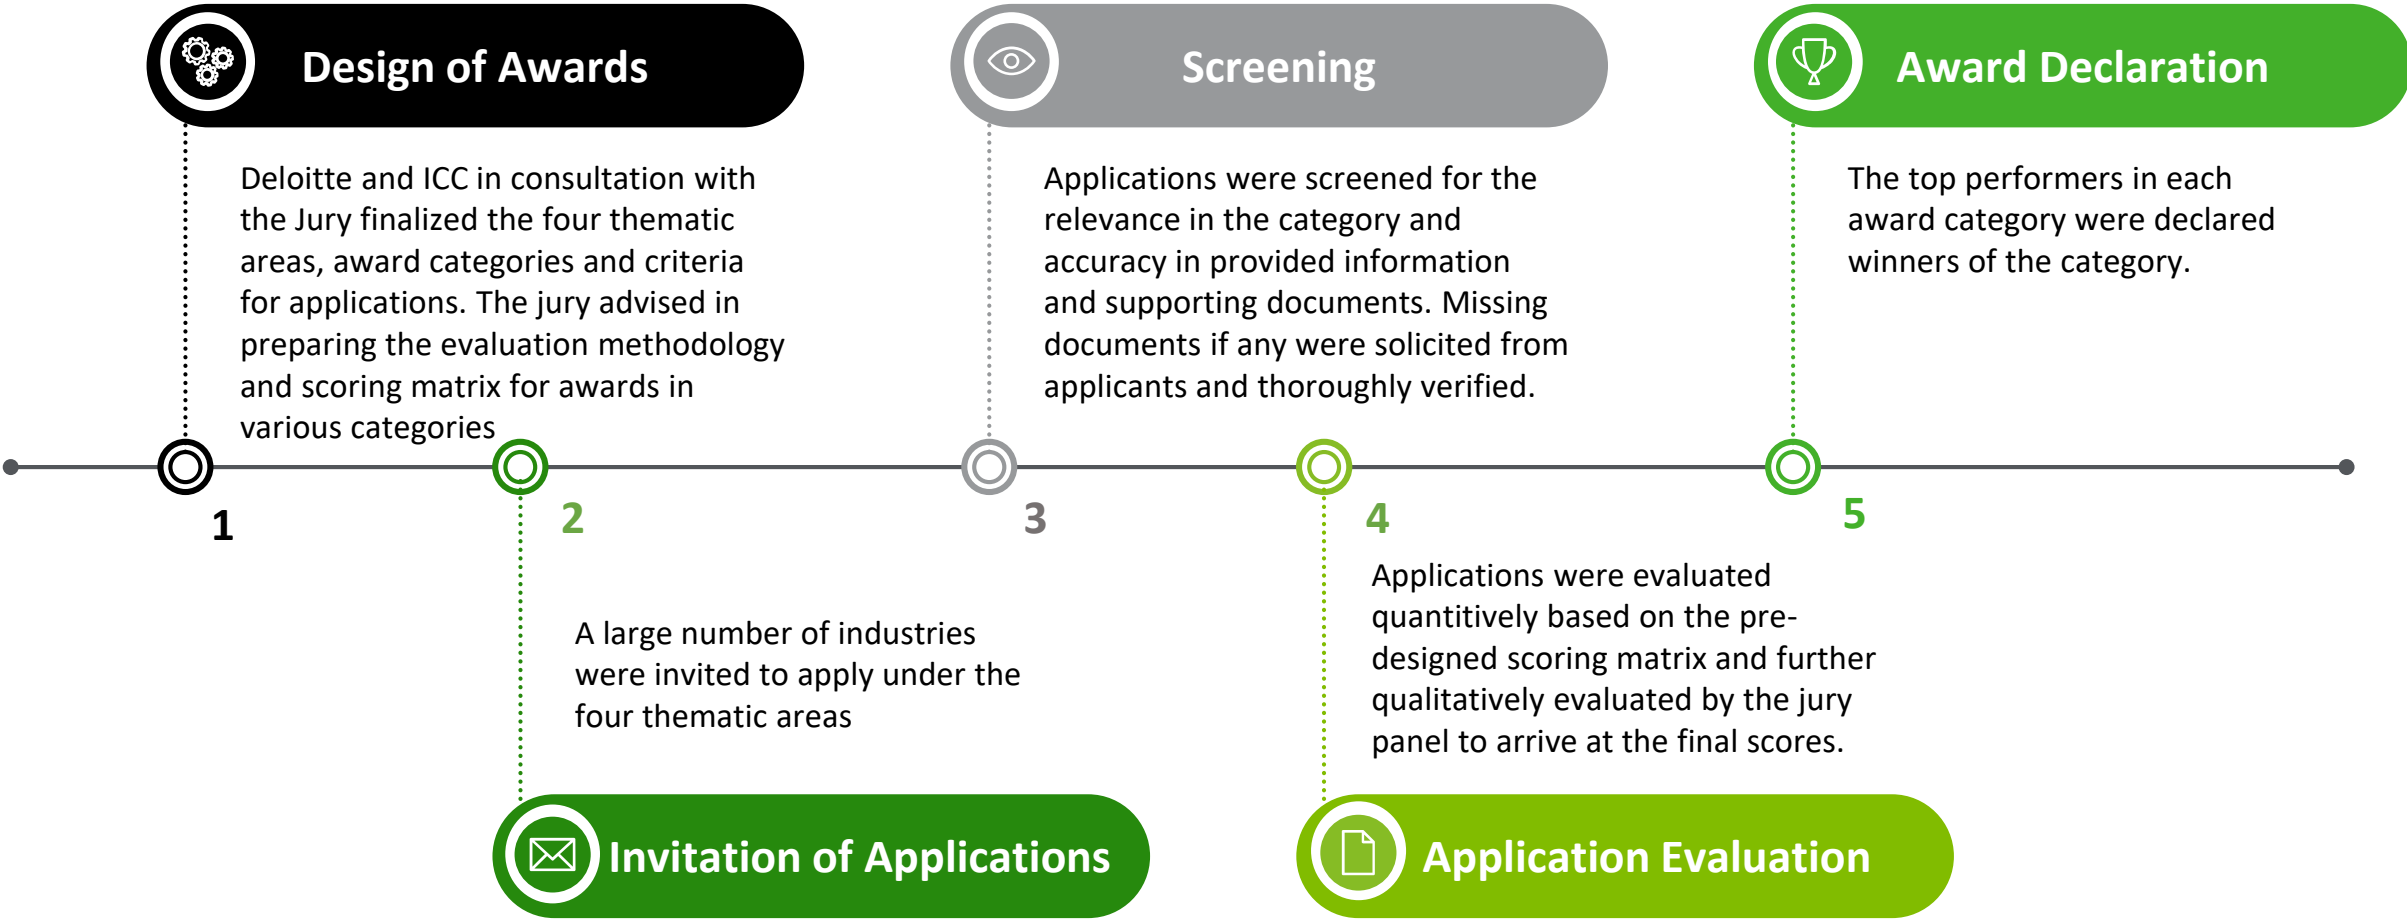 Design of Awards
Deloitte and ICC in consultation with
the Jury finalized the four thematic
areas, award categories and criteria
for applications. The jury advised in
preparing the evaluation methodology
and scoring matrix for awards in
various categories
1
2
A large number of industries
were invited to apply under the
four thematic areas
Invitation of Applications
Screening
Applications were screened for the
relevance in the category and
accuracy in provided information
and supporting documents. Missing
documents if any were solicited from
applicants and thoroughly verified.
3
4
Applications were evaluated
quantitively based on the pre-
designed scoring matrix and further
qualitatively evaluated by the jury
panel to arrive at the final scores.
Application Evaluation
Award Declaration
The top performers in each
award category were declared
winners of the category.
5